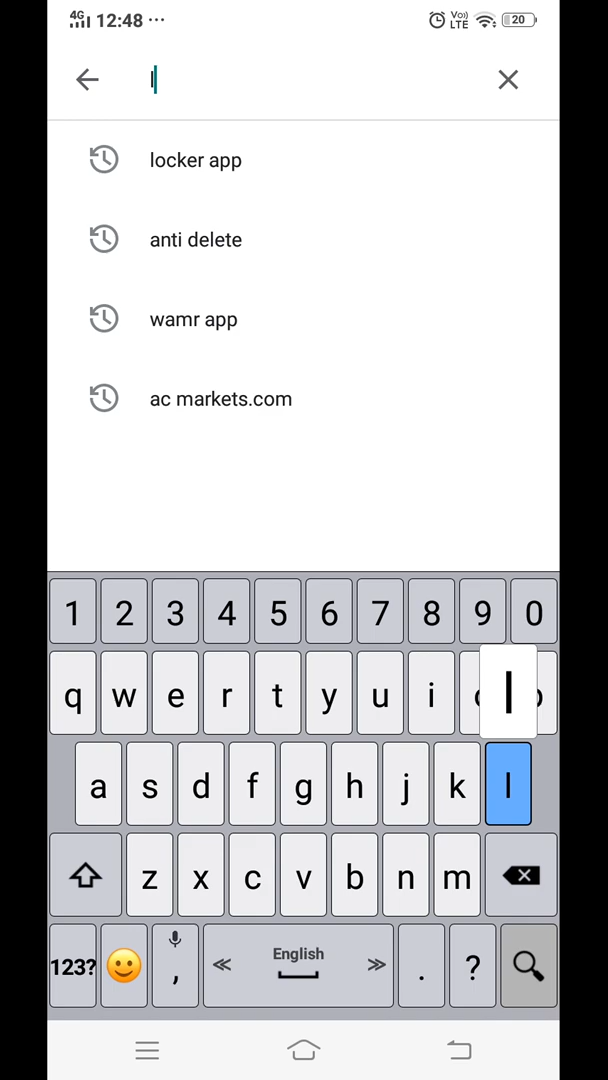 4G 12:48 ··· Vo)) LTE 20
l
locker app
anti delete
wamr app
ac markets.com
1 2 3 4 5 6 7 8 9 0
q w e r t y u i l
a s d f g h j k l
z x c v b n m
123? , English . ?